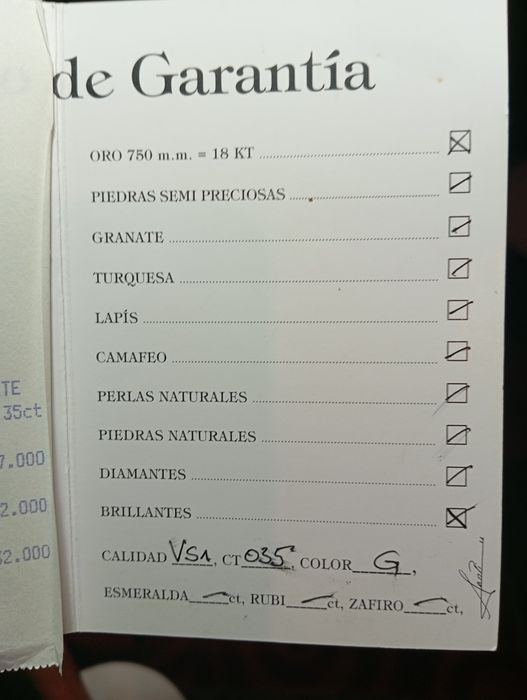 de Garantía
ORO 750 m.m. = 18 KT
PIEDRAS SEMI PRECIOSAS
GRANATE
TURQUESA
LAPÍS
CAMAFEO
PERLAS NATURALES
PIEDRAS NATURALES
DIAMANTES
BRILLANTES
CALIDAD VS1, CT 035, COLOR G,
ESMERALDA ct, RUBI ct, ZAFIRO ct,
TE
35ct
7.000
2.000
2.000